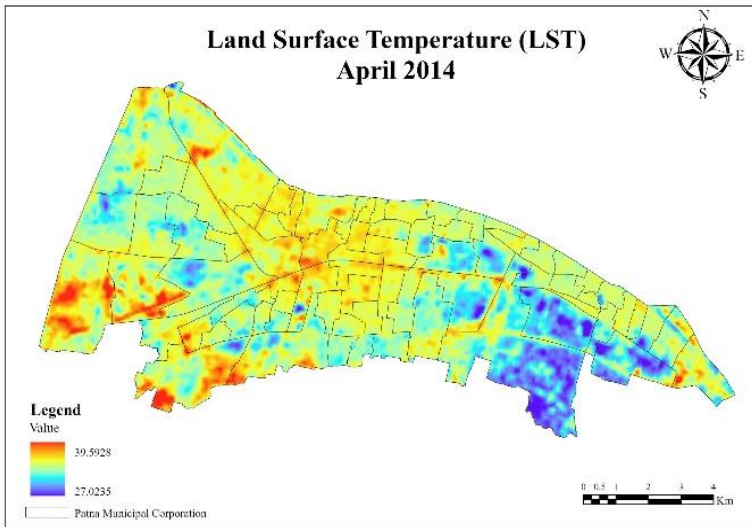 Land Surface Temperature (LST)
April 2014
N
W E
S
Legend
Value
39.5928
27.0235
Patna Municipal Corporation
0 0.5 1 2 3 4
Km